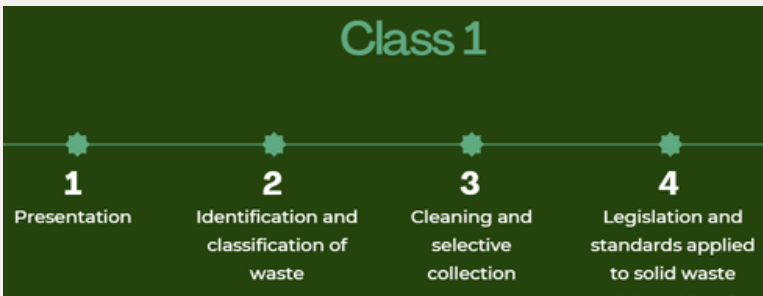 Class 1
1
Presentation
2
Identification and
classification of
waste
3
Cleaning and
selective
collection
4
Legislation and
standards applied
to solid waste